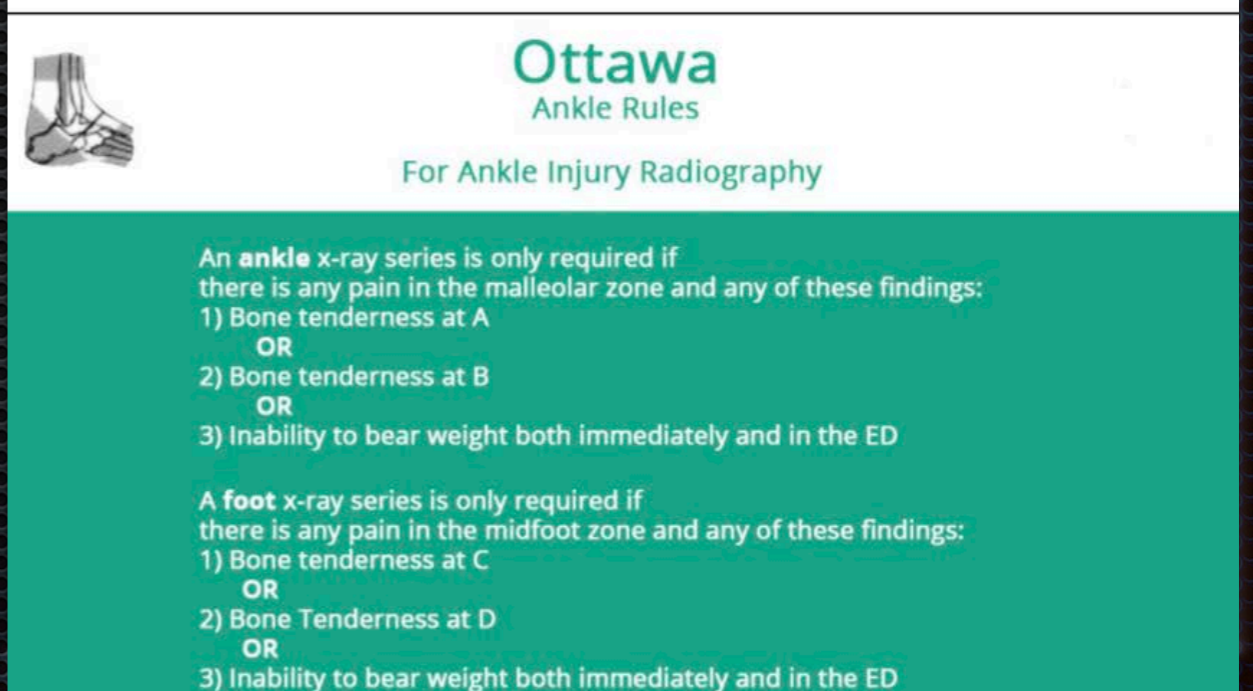 Ottawa
Ankle Rules
For Ankle Injury Radiography
An ankle x-ray series is only required if
there is any pain in the malleolar zone and any of these findings:
1) Bone tenderness at A
OR
2) Bone tenderness at B
OR
3) Inability to bear weight both immediately and in the ED
A foot x-ray series is only required if
there is any pain in the midfoot zone and any of these findings:
1) Bone tenderness at C
OR
2) Bone Tenderness at D
OR
3) Inability to bear weight both immediately and in the ED